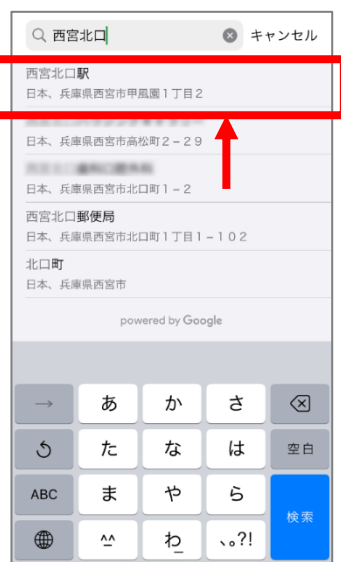 西宮北口
キャンセル
西宮北口駅
日本、兵庫県西宮市甲風園1丁目2
日本、兵庫県西宮市高松町2−29
日本、兵庫県西宮市北口町1−2
西宮北口郵便局
日本、兵庫県西宮市北口町1丁目1−102
北口町
日本、兵庫県西宮市
powered by Google
→ あ か さ
た な は 空白
ABC ま や ら 検索
^^ わ_ 、。?!